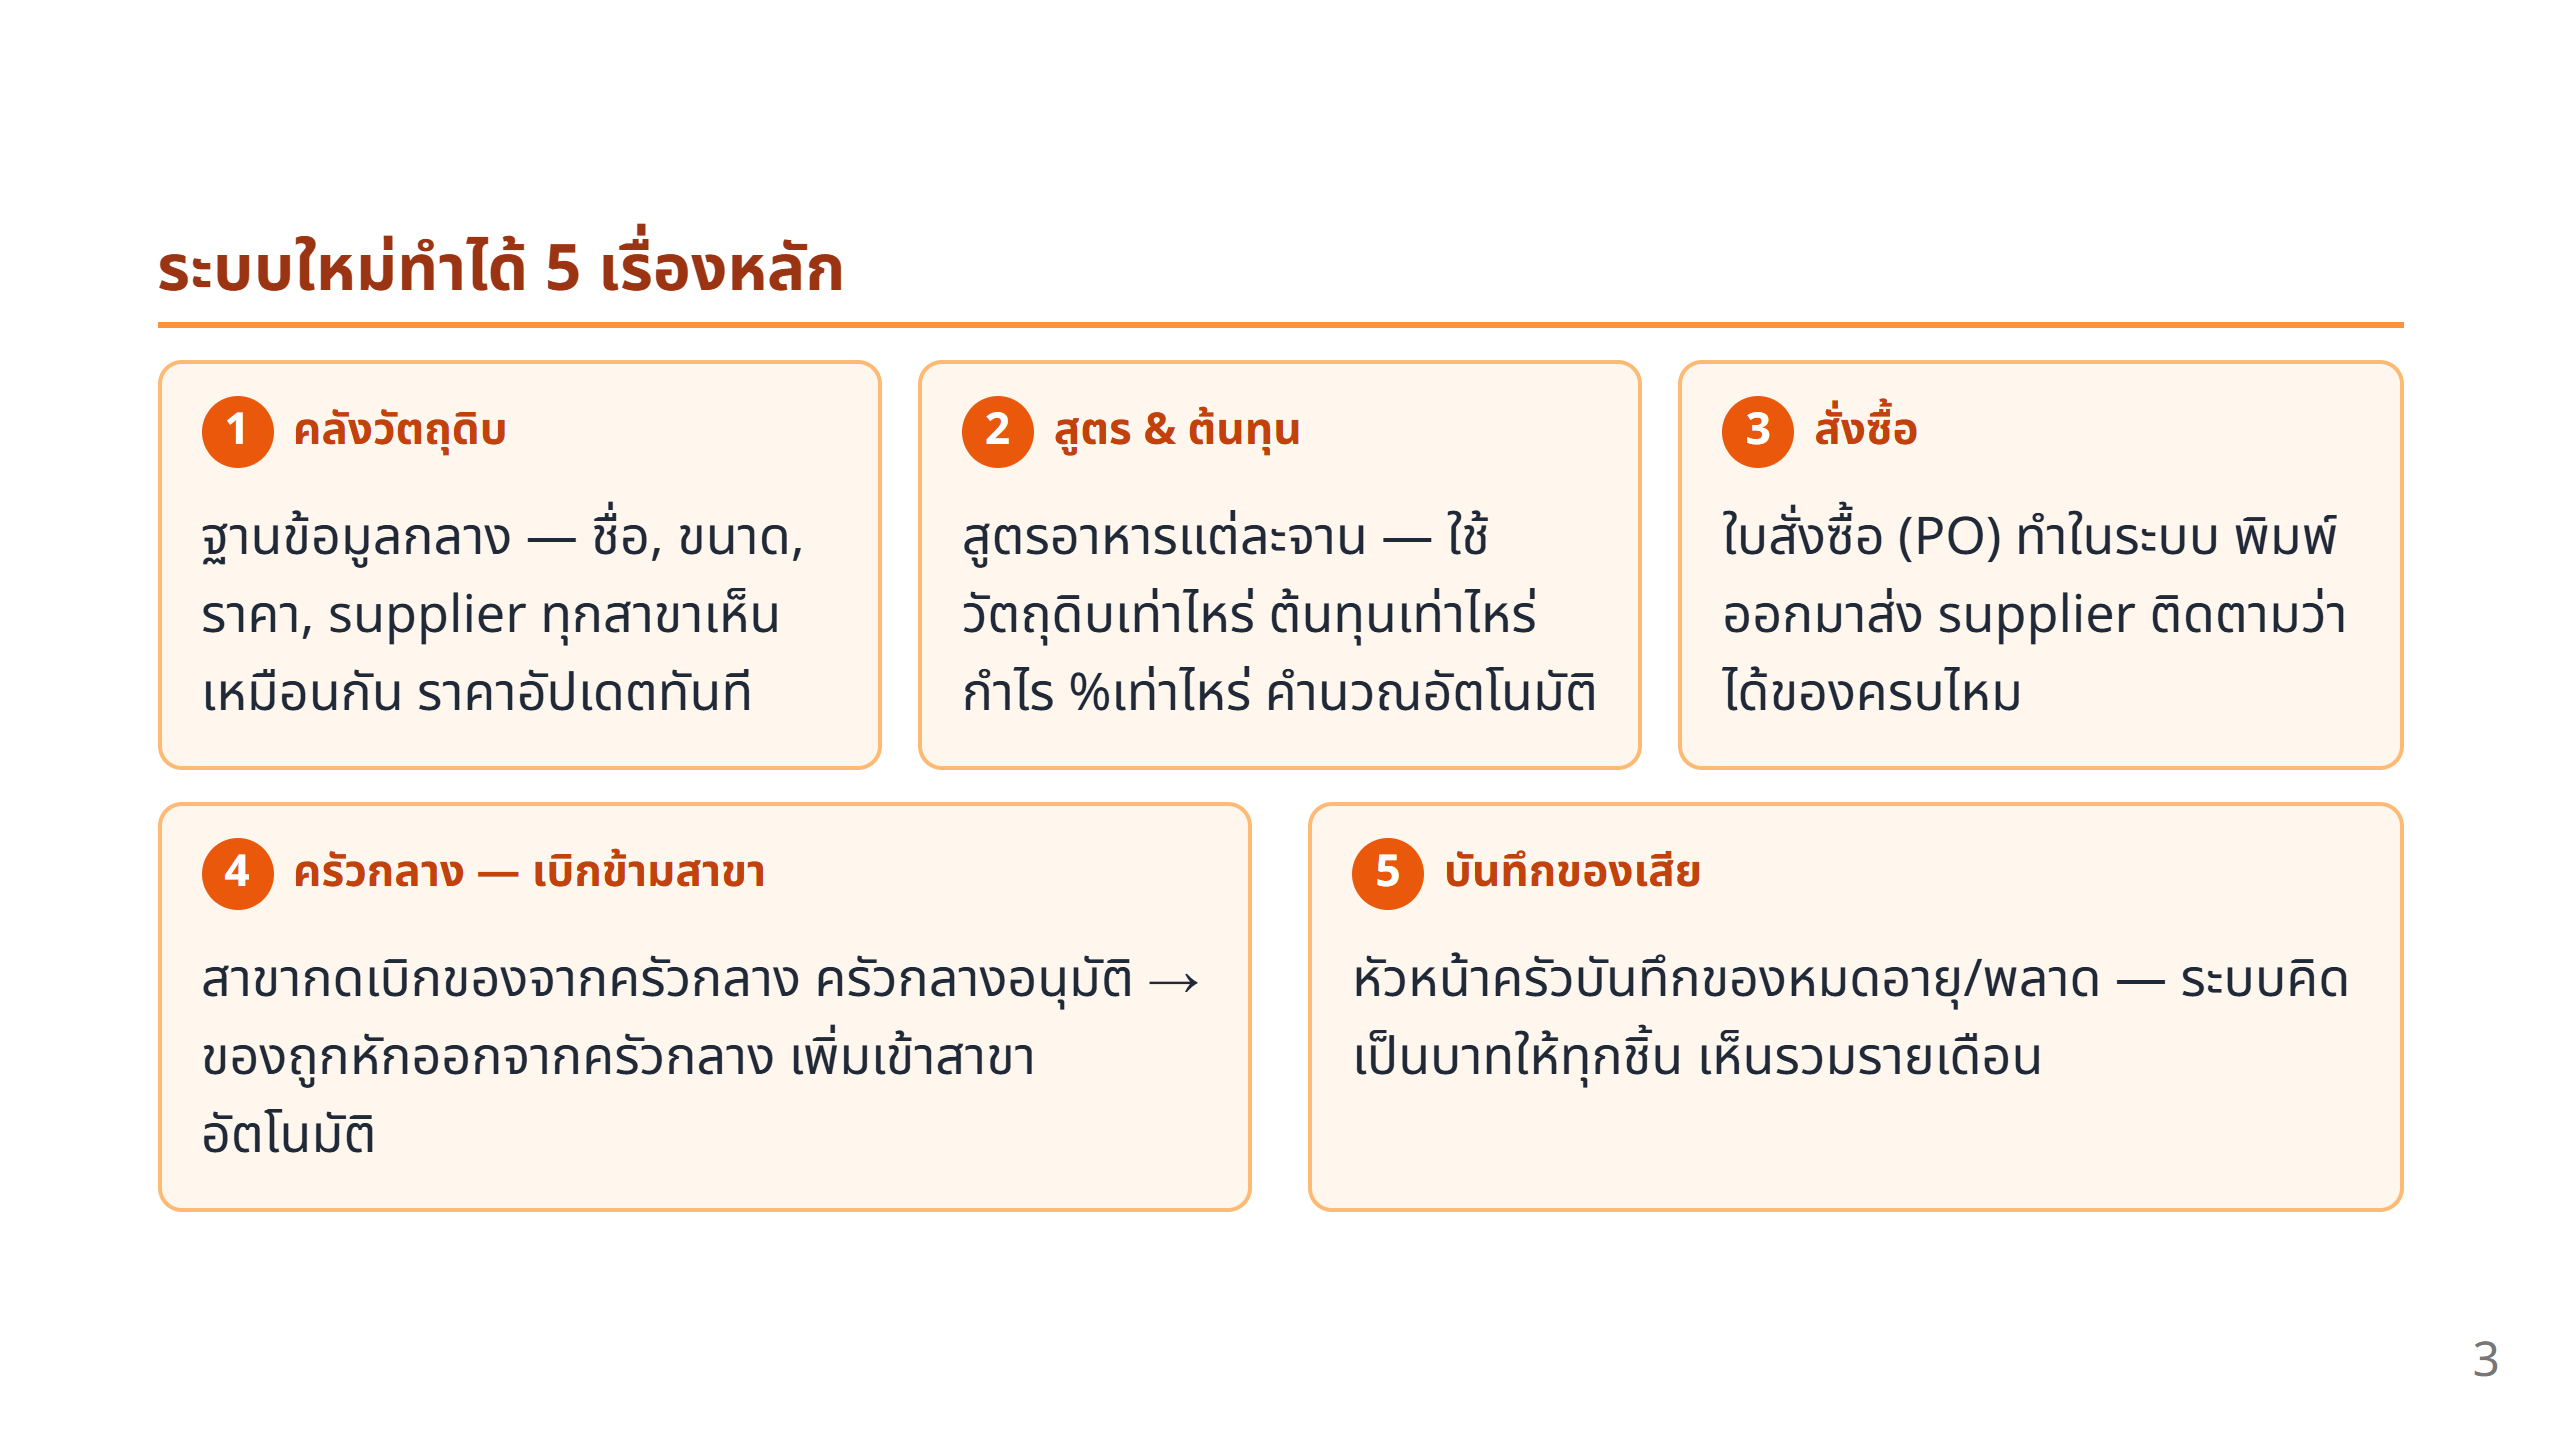 ระบบใหม่ทำได้ 5 เรื่องหลัก
1 คลังวัตถุดิบ
ฐานข้อมูลกลาง — ชื่อ, ขนาด,
ราคา, supplier ทุกสาขาเห็น
เหมือนกัน ราคาอัปเดตทันที
2 สูตร & ต้นทุน
สูตรอาหารแต่ละจาน — ใช้
วัตถุดิบเท่าไหร่ ต้นทุนเท่าไหร่
กำไร %เท่าไหร่ คำนวณอัตโนมัติ
3 สั่งซื้อ
ใบสั่งซื้อ (PO) ทำในระบบ พิมพ์
ออกมาส่ง supplier ติดตามว่า
ได้ของครบไหม
4 ครัวกลาง — เบิกข้ามสาขา
สาขากดเบิกของจากครัวกลาง ครัวกลางอนุมัติ →
ของถูกหักออกจากครัวกลาง เพิ่มเข้าสาขา
อัตโนมัติ
5 บันทึกของเสีย
หัวหน้าครัวบันทึกของหมดอายุ/พลาด — ระบบคิด
เป็นบาทให้ทุกชิ้น เห็นรวมรายเดือน
3